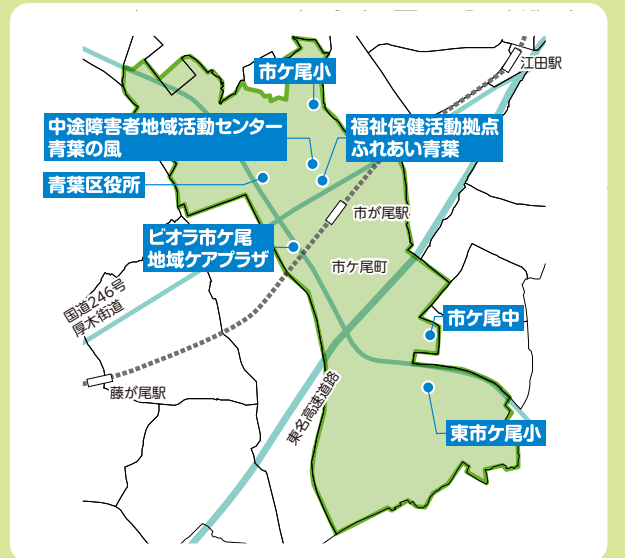 江田駅
市ケ尾小
中途障害者地域活動センター
青葉の風
福祉保健活動拠点
ふれあい青葉
青葉区役所
市が尾駅
ビオラ市ケ尾
地域ケアプラザ
市ケ尾町
国道246号
厚木街道
市ケ尾中
藤が尾駅
東名高速道路
東市ケ尾小